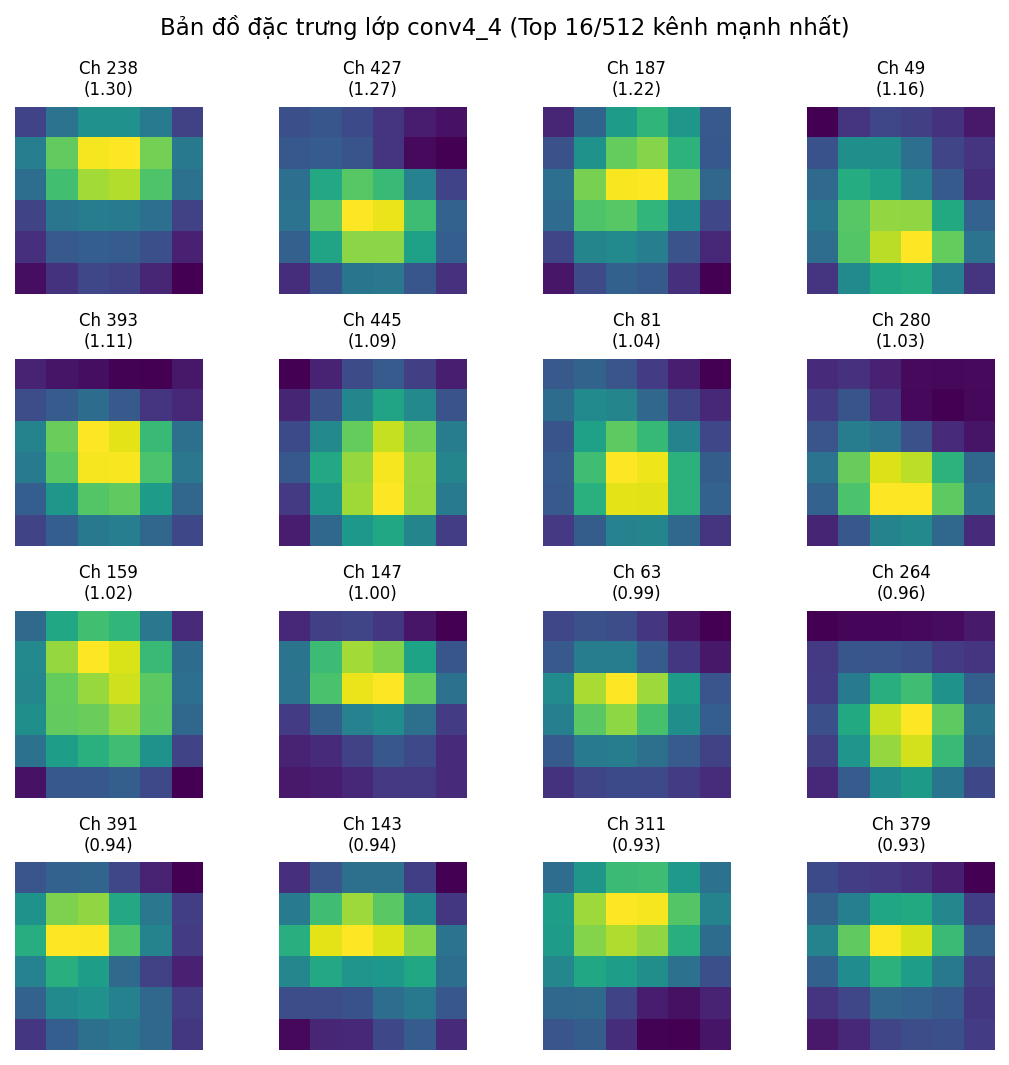 Bản đồ đặc trưng lớp conv4_4 (Top 16/512 kênh mạnh nhất)
Ch 238
(1.30)
Ch 427
(1.27)
Ch 187
(1.22)
Ch 49
(1.16)
Ch 393
(1.11)
Ch 445
(1.09)
Ch 81
(1.04)
Ch 280
(1.03)
Ch 159
(1.02)
Ch 147
(1.00)
Ch 63
(0.99)
Ch 264
(0.96)
Ch 391
(0.94)
Ch 143
(0.94)
Ch 311
(0.93)
Ch 379
(0.93)